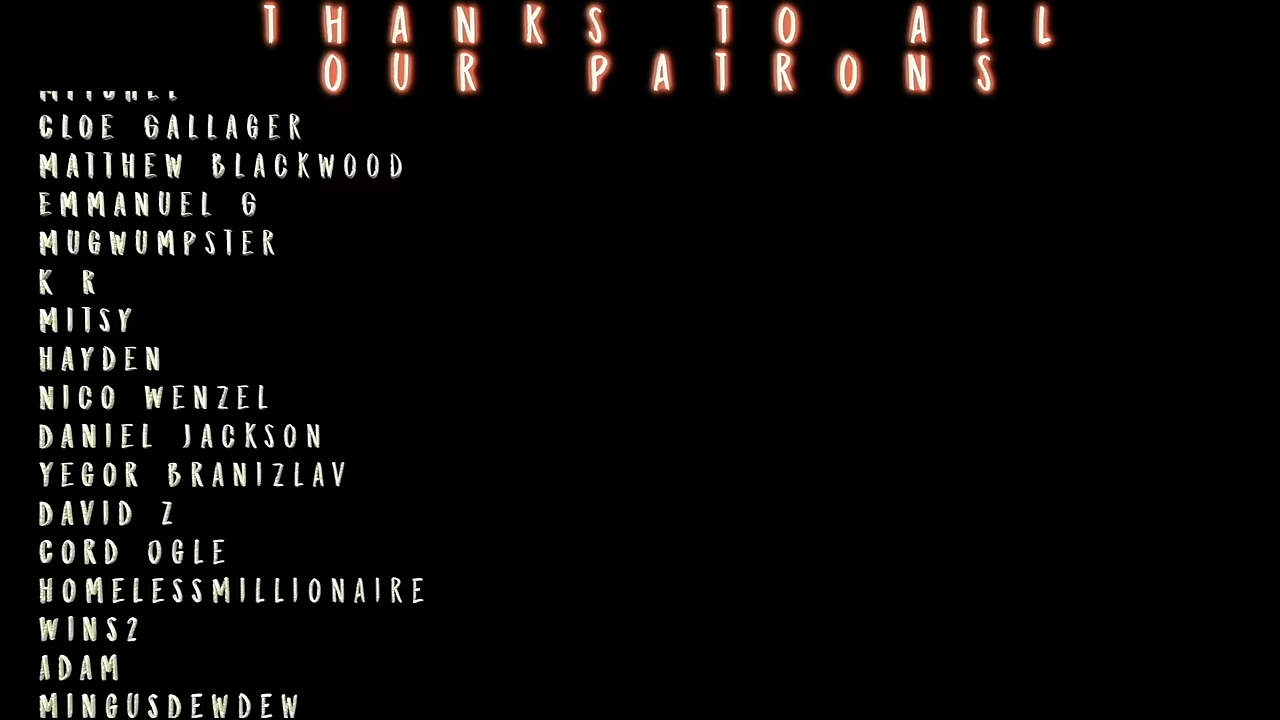 THANKS TO ALL
OUR PATRONS
CLOE GALLAGER
MATTHEW BLACKWOOD
EMMANUEL G
MUGWUMPSTER
K R
MITSY
HAYDEN
NICO WENZEL
DANIEL JACKSON
YEGOR BRANIZLAV
DAVID Z
CORD OGLE
HOMELESSMILLIONAIRE
WINS2
ADAM
MINGUSDEWDEW